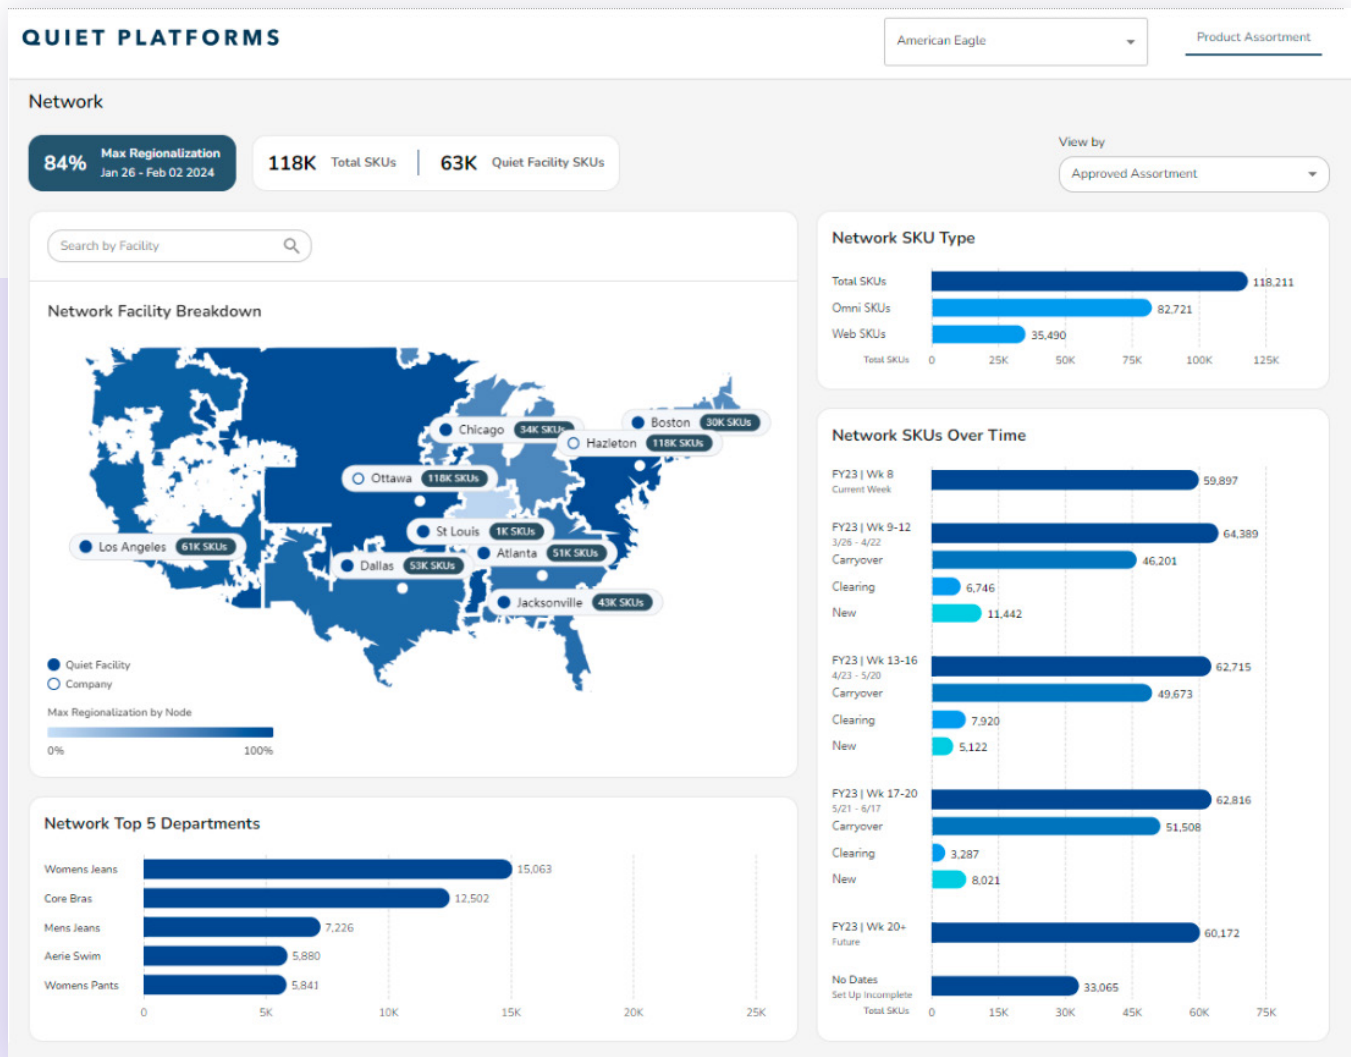 QUIET PLATFORMS
American Eagle
Product Assortment
Network
84% Max Regionalization
Jan 26 - Feb 02 2024
118K Total SKUs
63K Quiet Facility SKUs
View by
Approved Assortment
Search by Facility
Network Facility Breakdown
Chicago 34K SKUs
Boston 30K SKUs
Hazleton 118K SKUs
Ottawa 118K SKUs
St Louis 1K SKUs
Los Angeles 61K SKUs
Atlanta 51K SKUs
Dallas 53K SKUs
Jacksonville 43K SKUs
Quiet Facility
Company
Max Regionalization by Node
0% 100%
Network Top 5 Departments
Womens Jeans 15,063
Core Bras 12,502
Mens Jeans 7,226
Aerie Swim 5,880
Womens Pants 5,841
0 5K 10K 15K 20K 25K
Network SKU Type
Total SKUs 118,211
Omni SKUs 82,721
Web SKUs 35,490
Total SKUs 0 25K 50K 75K 100K 125K
Network SKUs Over Time
FY23 | Wk 8 59,897
Current Week
FY23 | Wk 9-12 64,389
3/26 - 4/22
Carryover 46,201
Clearing 6,746
New 11,442
FY23 | Wk 13-16 62,715
4/23 - 5/20
Carryover 49,673
Clearing 7,920
New 5,122
FY23 | Wk 17-20 62,816
5/21 - 6/17
Carryover 51,508
Clearing 3,287
New 8,021
FY23 | Wk 20+ 60,172
Future
No Dates 33,065
Set Up Incomplete
Total SKUs 0 15K 30K 45K 60K 75K